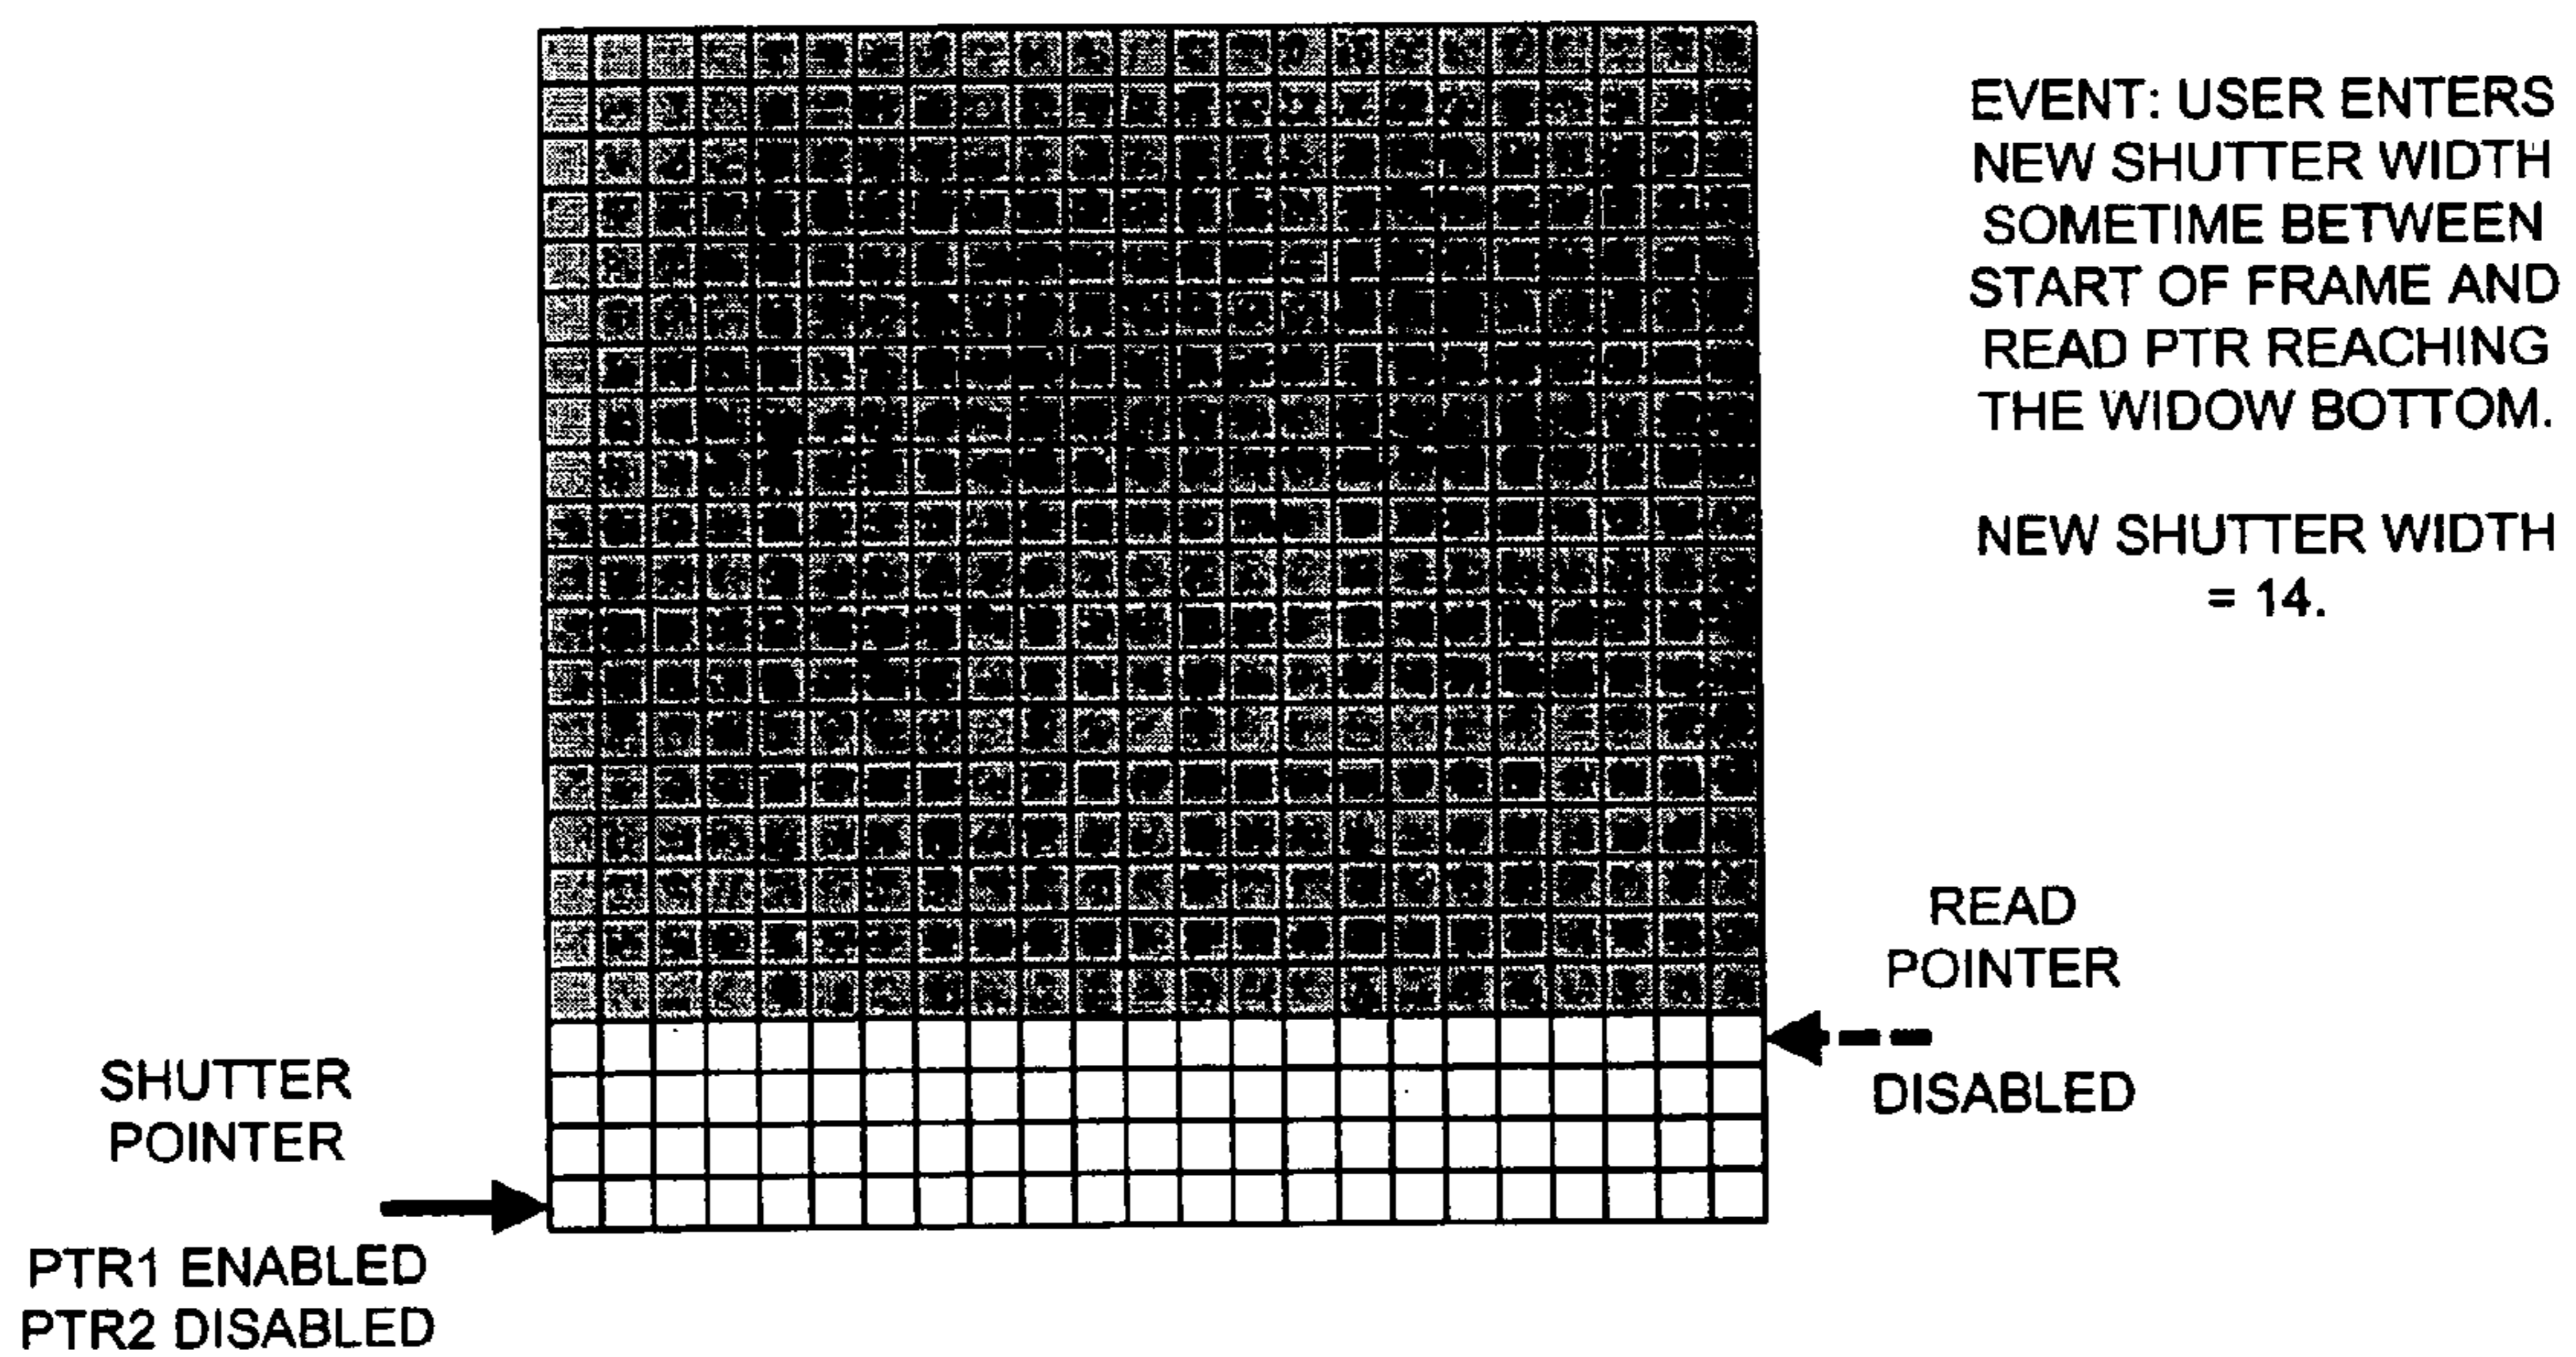 EVENT: USER ENTERS
NEW SHUTTER WIDTH
SOMETIME BETWEEN
START OF FRAME AND
READ PTR REACHING
THE WIDOW BOTTOM.
NEW SHUTTER WIDTH
= 14.
READ
POINTER
DISABLED
SHUTTER
POINTER
PTR1 ENABLED
PTR2 DISABLED